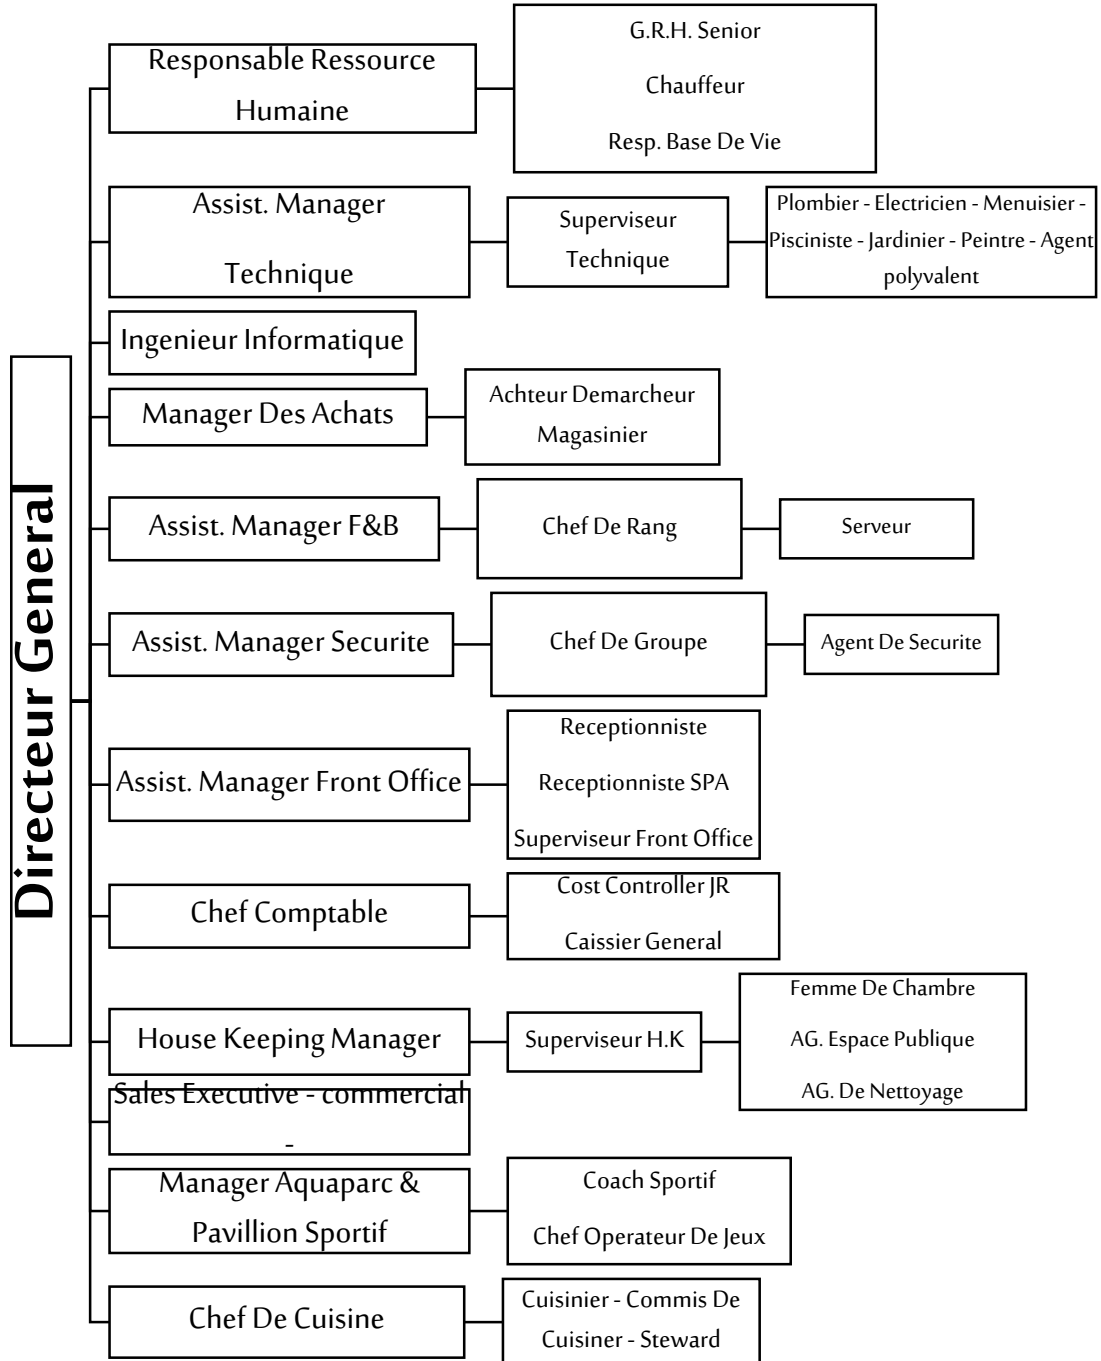 Directeur General
Responsable Ressource
Humaine
G.R.H. Senior
Chauffeur
Resp. Base De Vie
Assist. Manager
Technique
Superviseur
Technique
Plombier - Electricien - Menuisier -
Pisciniste - Jardinier - Peintre - Agent
polyvalent
Ingenieur Informatique
Manager Des Achats
Achteur Demarcheur
Magasinier
Assist. Manager F&B
Chef De Rang
Serveur
Assist. Manager Securite
Chef De Groupe
Agent De Securite
Assist. Manager Front Office
Receptionniste
Receptionniste SPA
Superviseur Front Office
Chef Comptable
Cost Controller JR
Caissier General
House Keeping Manager
Superviseur H.K
Femme De Chambre
AG. Espace Publique
AG. De Nettoyage
Sales Executive - commercial
-
Manager Aquaparc &
Pavillion Sportif
Coach Sportif
Chef Operateur De Jeux
Chef De Cuisine
Cuisinier - Commis De
Cuisiner - Steward